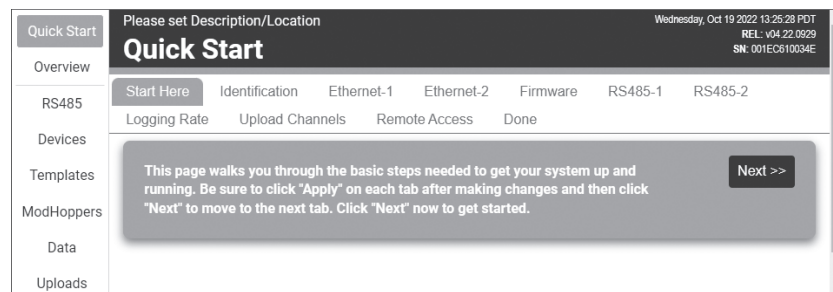 Quick Start
Overview
RS485
Devices
Templates
ModHoppers
Data
Uploads
Please set Description/Location
Quick Start
Wednesday, Oct 19 2022 13:25:28 PDT
REL: v04.22.0929
SN: 001EC610034E
Start Here Identification Ethernet-1 Ethernet-2 Firmware RS485-1 RS485-2
Logging Rate Upload Channels Remote Access Done
This page walks you through the basic steps needed to get your system up and
running. Be sure to click "Apply" on each tab after making changes and then click
"Next" to move to the next tab. Click "Next" now to get started.
Next >>